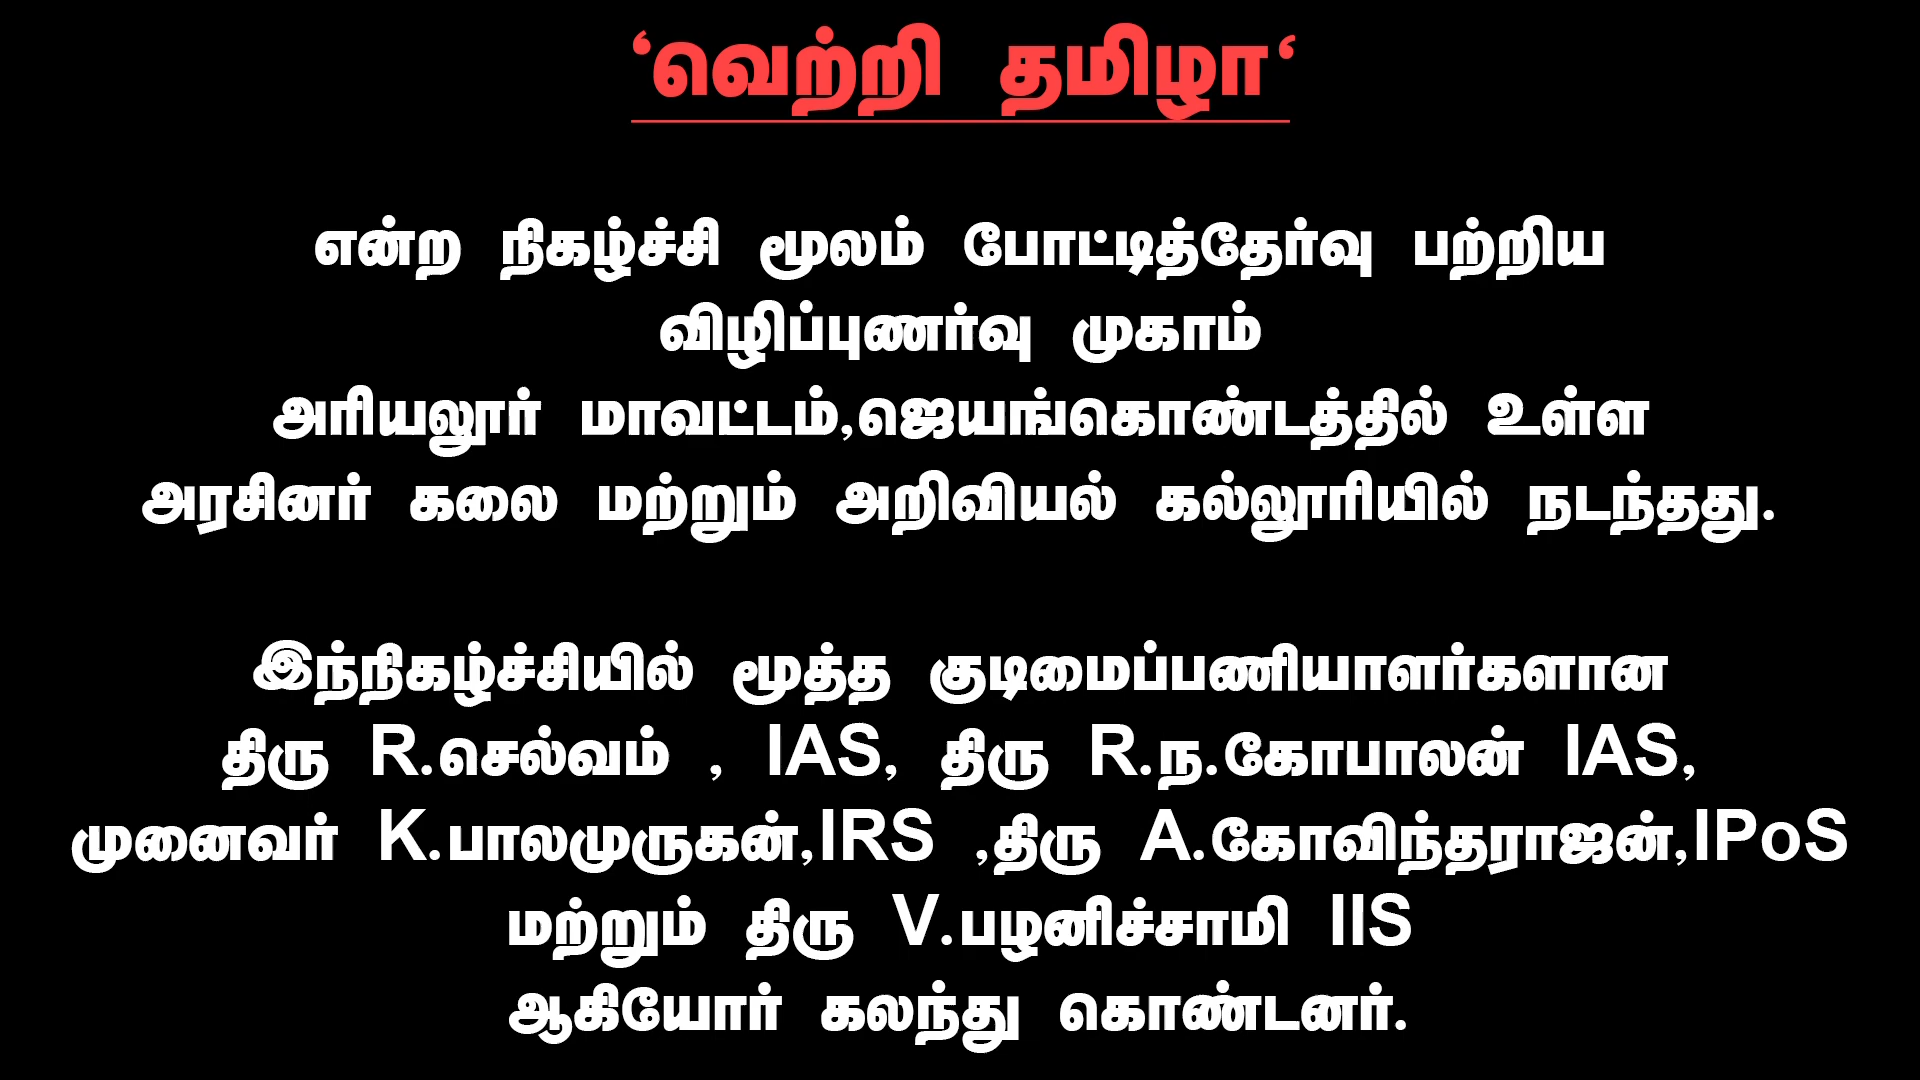 ‘வெற்றி தமிழா‘
என்ற நிகழ்ச்சி மூலம் போட்டித்தேர்வு பற்றிய
விழிப்புணர்வு முகாம்
அரியலூர் மாவட்டம்,ஜெயங்கொண்டத்தில் உள்ள
அரசினர் கலை மற்றும் அறிவியல் கல்லூரியில் நடந்தது.
இந்நிகழ்ச்சியில் மூத்த குடிமைப்பணியாளர்களான
திரு R.செல்வம் , IAS, திரு R.ந.கோபாலன் IAS,
முனைவர் K.பாலமுருகன்,IRS ,திரு A.கோவிந்தராஜன்,IPoS
மற்றும் திரு V.பழனிச்சாமி IIS
ஆகியோர் கலந்து கொண்டனர்.